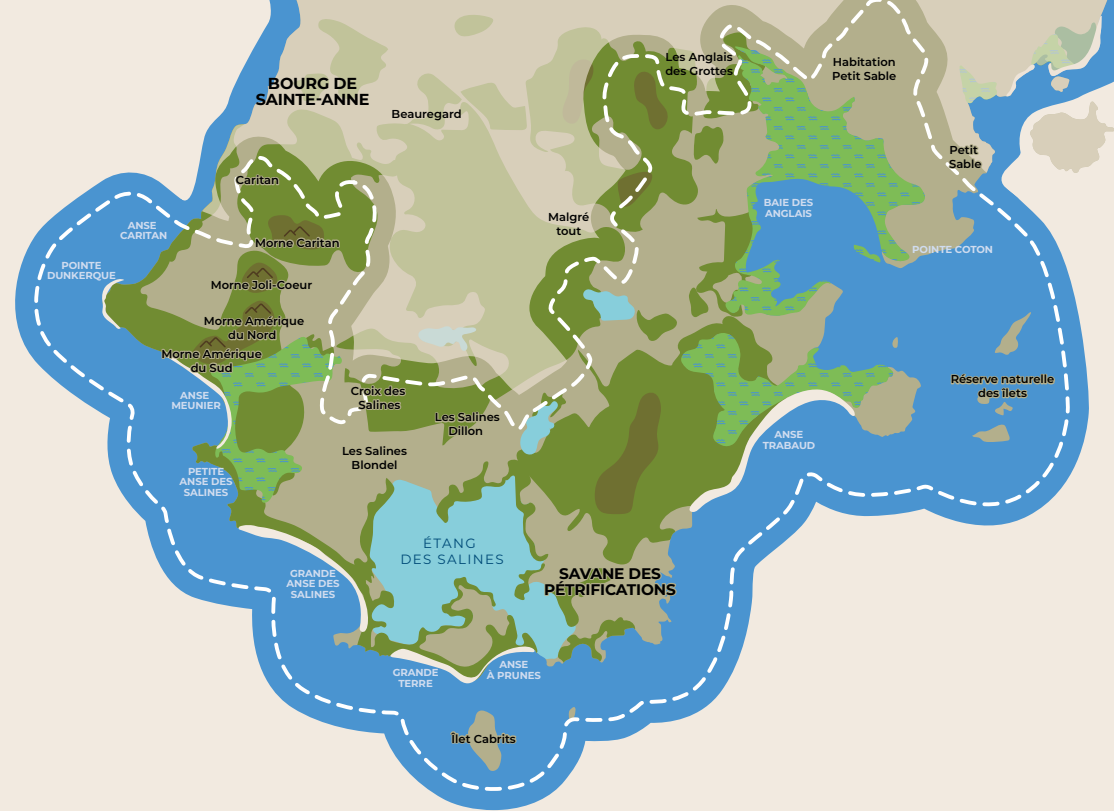 Les Anglais
des Grottes
Habitation
Petit Sable
BOURG DE
SAINTE-ANNE
Beauregard
Petit
Sable
Caritan
BAIE DES
ANGLAIS
Malgré
tout
ANSE
CARITAN
Morne Caritan
POINTE COTON
POINTE
DUNKERQUE
Morne Joli-Coeur
Morne Amérique
du Nord
Morne Amérique
du Sud
Réserve naturelle
des îlets
Croix des
Salines
ANSE
MEUNIER
Les Salines
Dillon
ANSE
TRABAUD
Les Salines
Blondel
PETITE
ANSE DES
SALINES
ÉTANG
DES SALINES
GRANDE
ANSE DES
SALINES
SAVANE DES
PÉTRIFICATIONS
GRANDE
TERRE
ANSE
À PRUNES
Îlet Cabrits